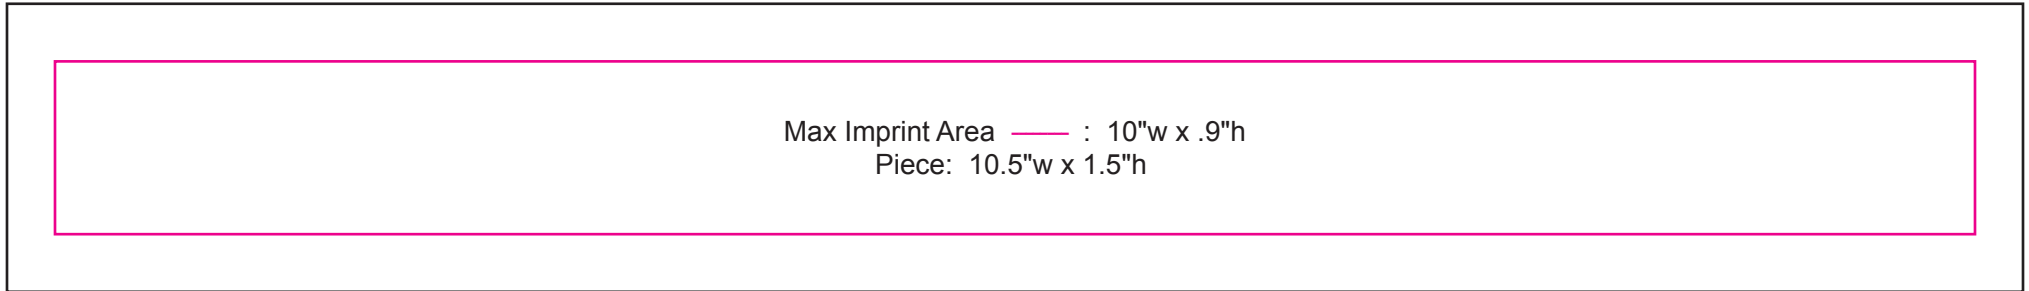 Max Imprint Area —— : 10"w x .9"h
Piece: 10.5"w x 1.5"h